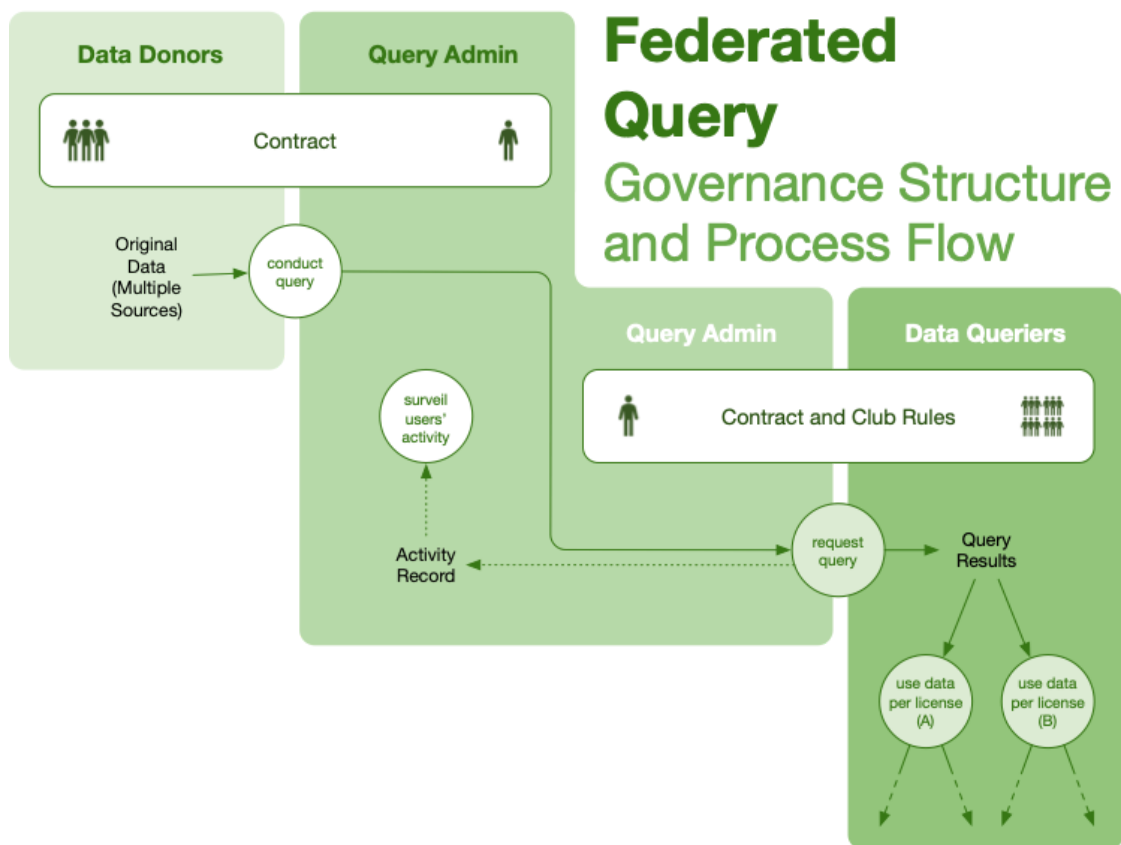 Federated
Query
Governance Structure
and Process Flow
Data Donors
Query Admin
Contract
Original
Data
(Multiple
Sources)
conduct
query
surveil
users'
activity
Activity
Record
Query Admin
Data Queriers
Contract and Club Rules
request
query
Query
Results
use data
per license
(A)
use data
per license
(B)